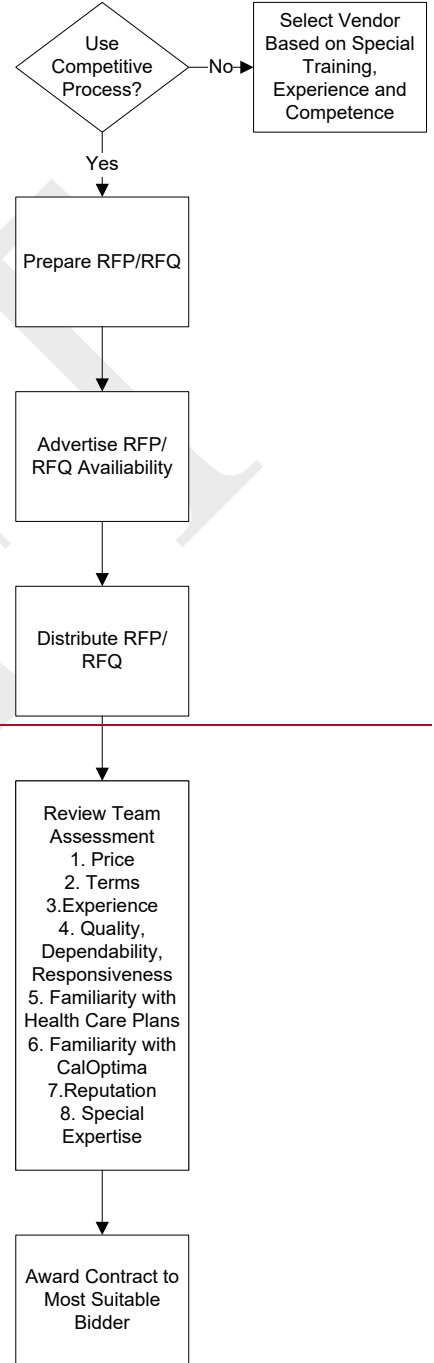 Use
Competitive
Process?
No
Select Vendor
Based on Special
Training,
Experience and
Competence
Yes
Prepare RFP/RFQ
Advertise RFP/
RFQ Availiability
Distribute RFP/
RFQ
Review Team
Assessment
1. Price
2. Terms
3.Experience
4. Quality,
Dependability,
Responsiveness
5. Familiarity with
Health Care Plans
6. Familiarity with
CalOptima
7.Reputation
8. Special
Expertise
Award Contract to
Most Suitable
Bidder